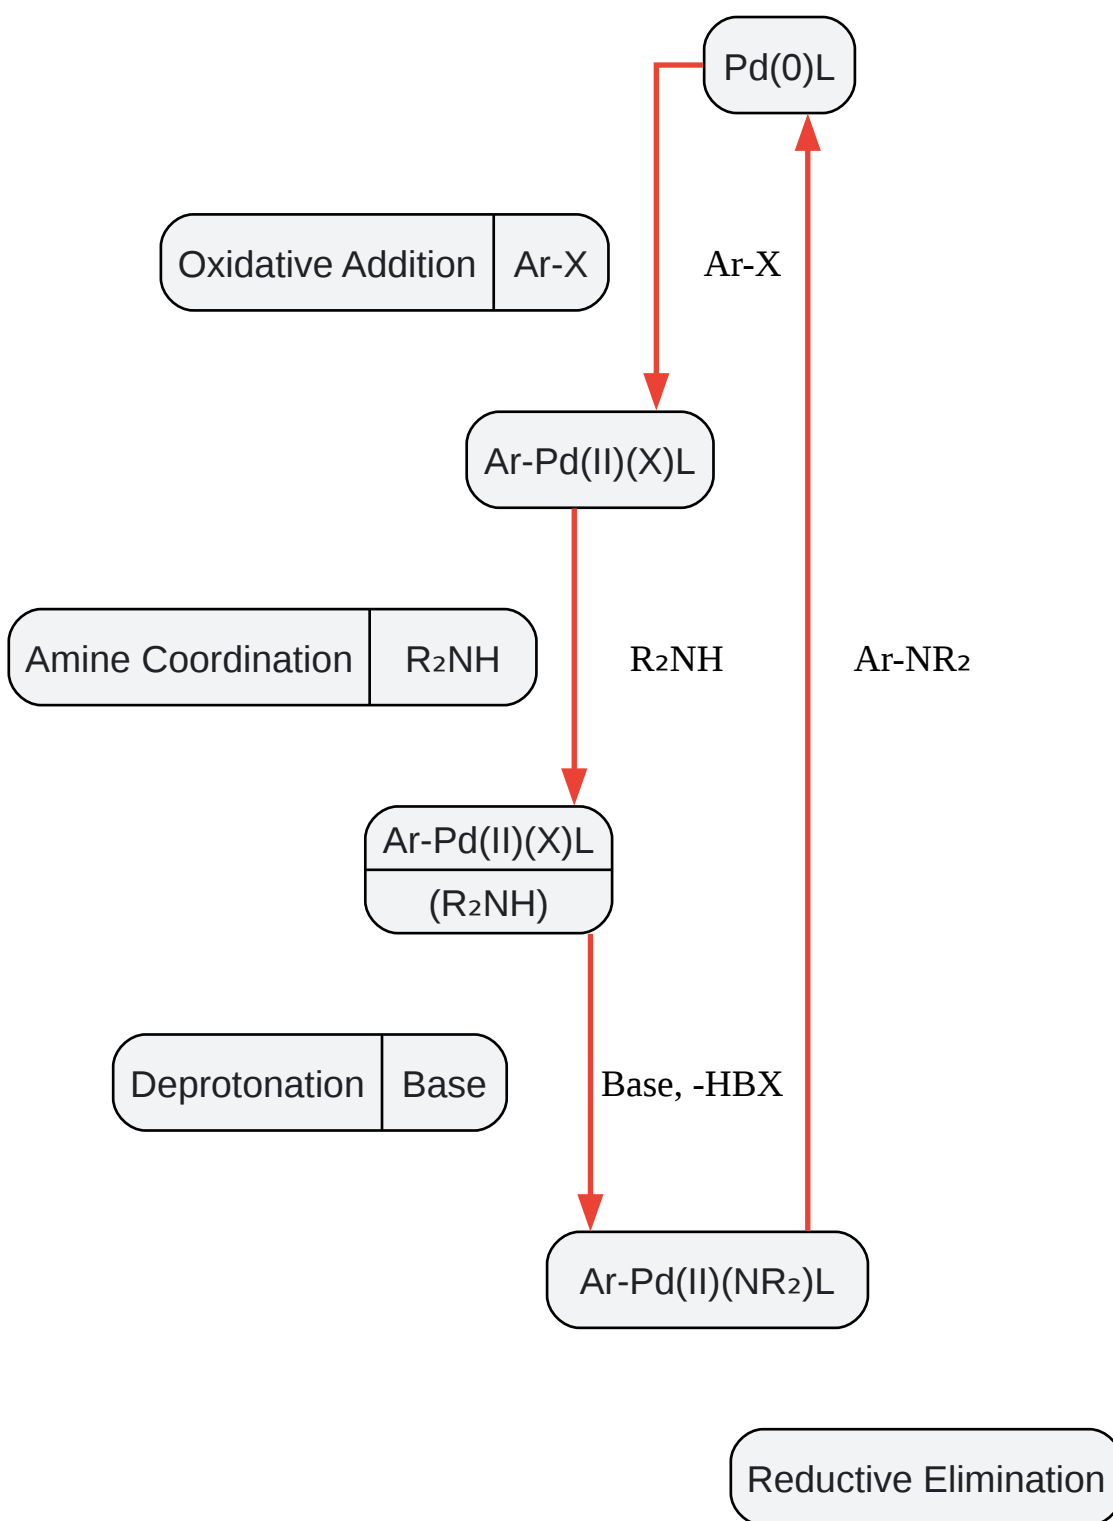 Pd(0)L
Oxidative Addition Ar-X
Ar-X
Ar-Pd(II)(X)L
Amine Coordination R₂NH
R₂NH
Ar-NR₂
Ar-Pd(II)(X)L
(R₂NH)
Deprotonation Base
Base, -HBX
Ar-Pd(II)(NR₂)L
Reductive Elimination